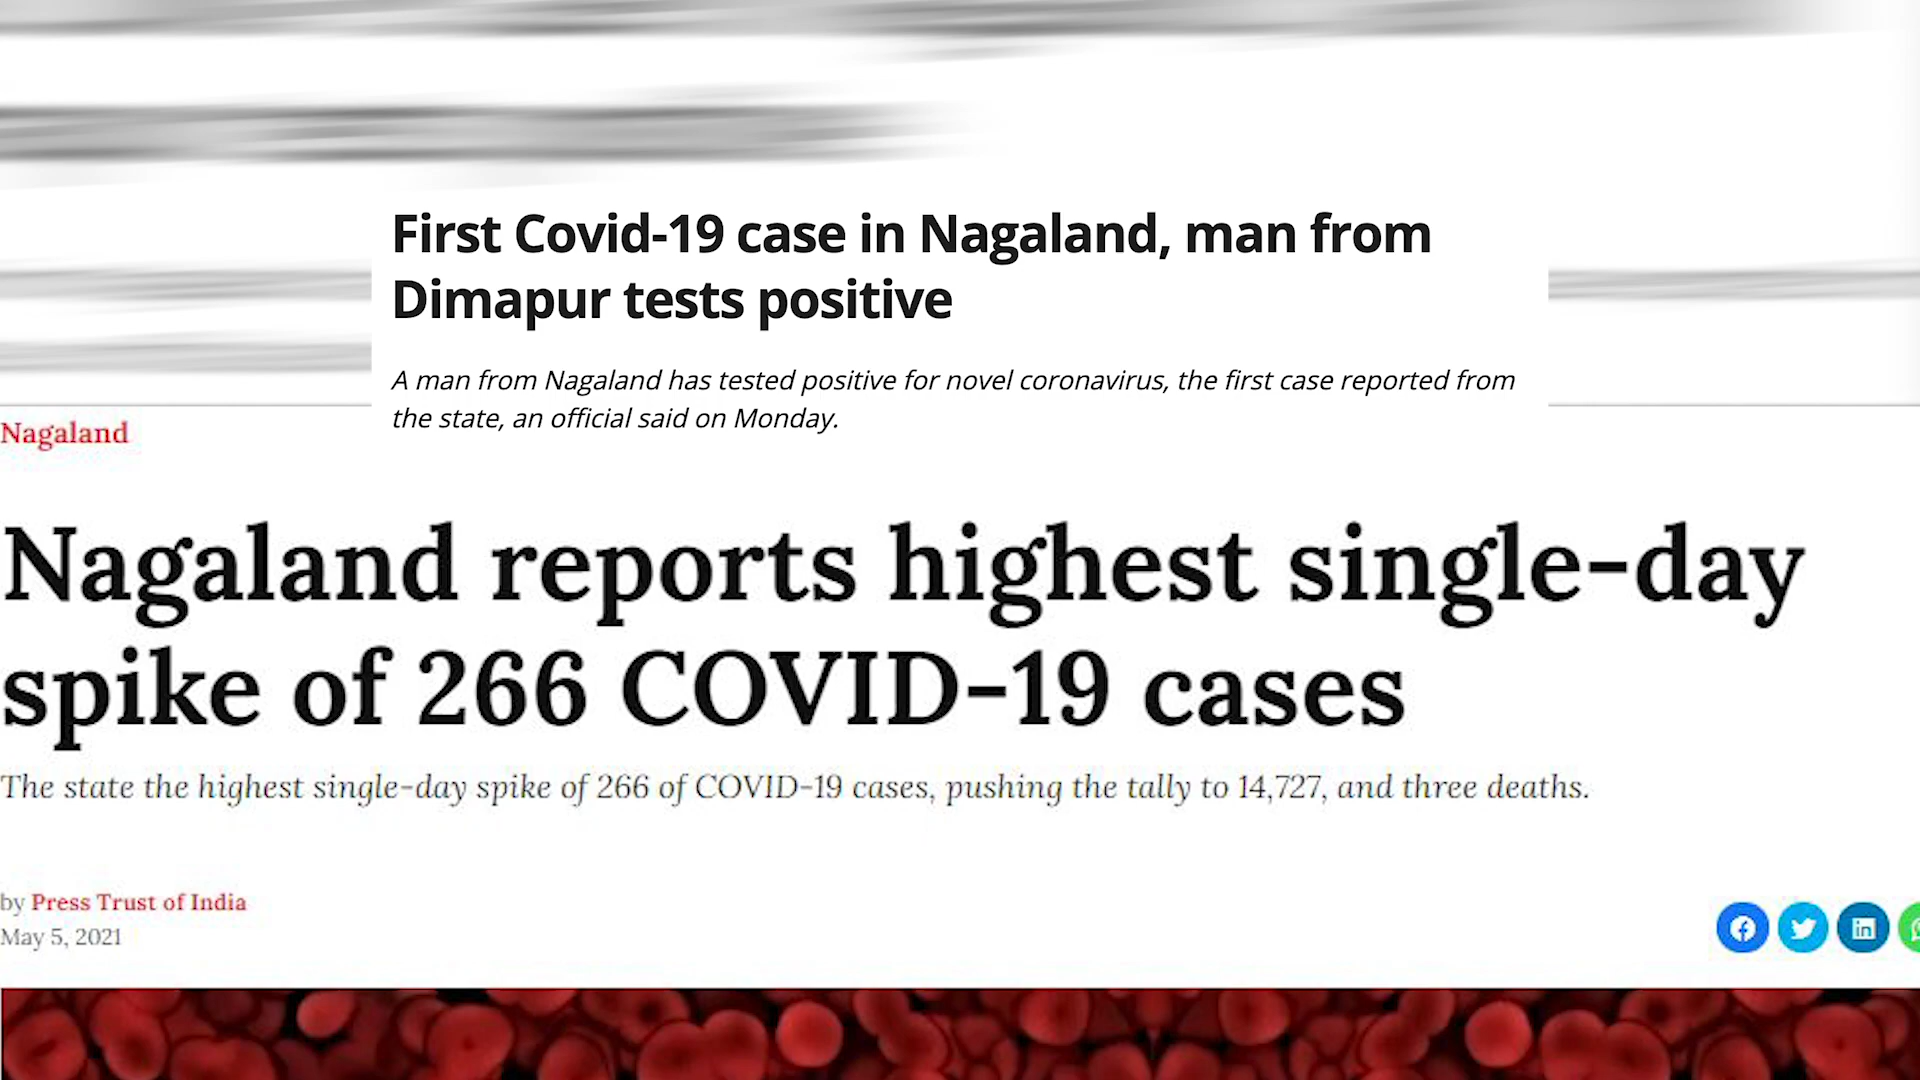 First Covid-19 case in Nagaland, man from
Dimapur tests positive
A man from Nagaland has tested positive for novel coronavirus, the first case reported from
the state, an official said on Monday.
Nagaland
Nagaland reports highest single-day
spike of 266 COVID-19 cases
The state the highest single-day spike of 266 of COVID-19 cases, pushing the tally to 14,727, and three deaths.
by Press Trust of India
May 5, 2021